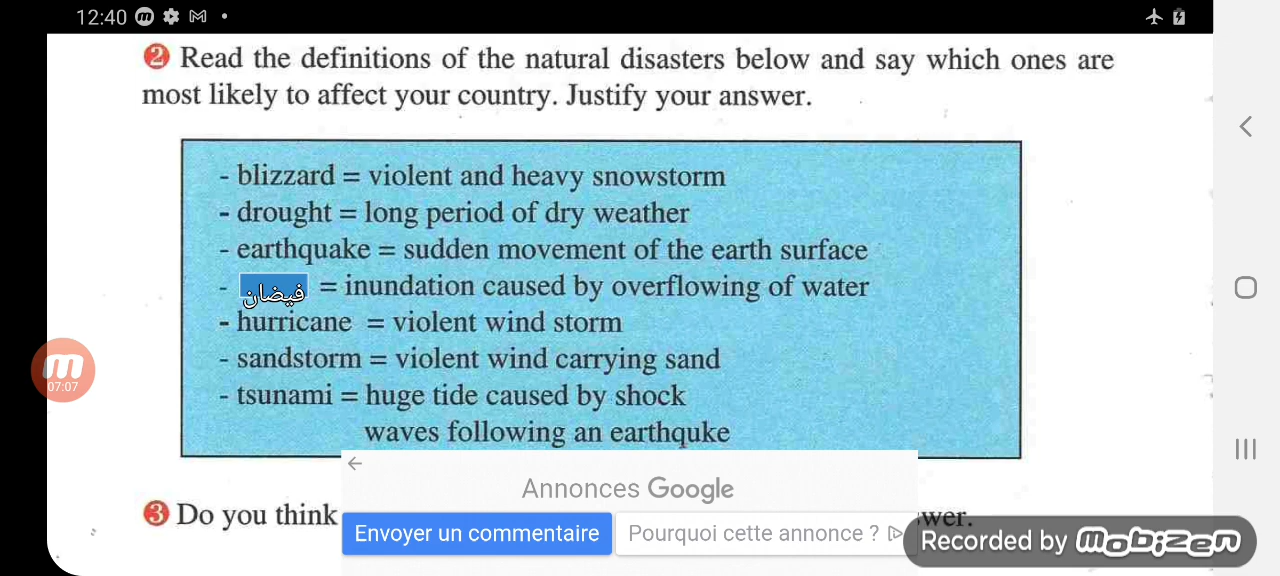 12:40
2 Read the definitions of the natural disasters below and say which ones are
most likely to affect your country. Justify your answer.
- blizzard = violent and heavy snowstorm
- drought = long period of dry weather
- earthquake = sudden movement of the earth surface
- فيضان = inundation caused by overflowing of water
- hurricane = violent wind storm
- sandstorm = violent wind carrying sand
- tsunami = huge tide caused by shock
waves following an earthquke
m
07:07
Annonces Google
3 Do you think
Envoyer un commentaire
Pourquoi cette annonce ?
wer.
Recorded by Mobizen